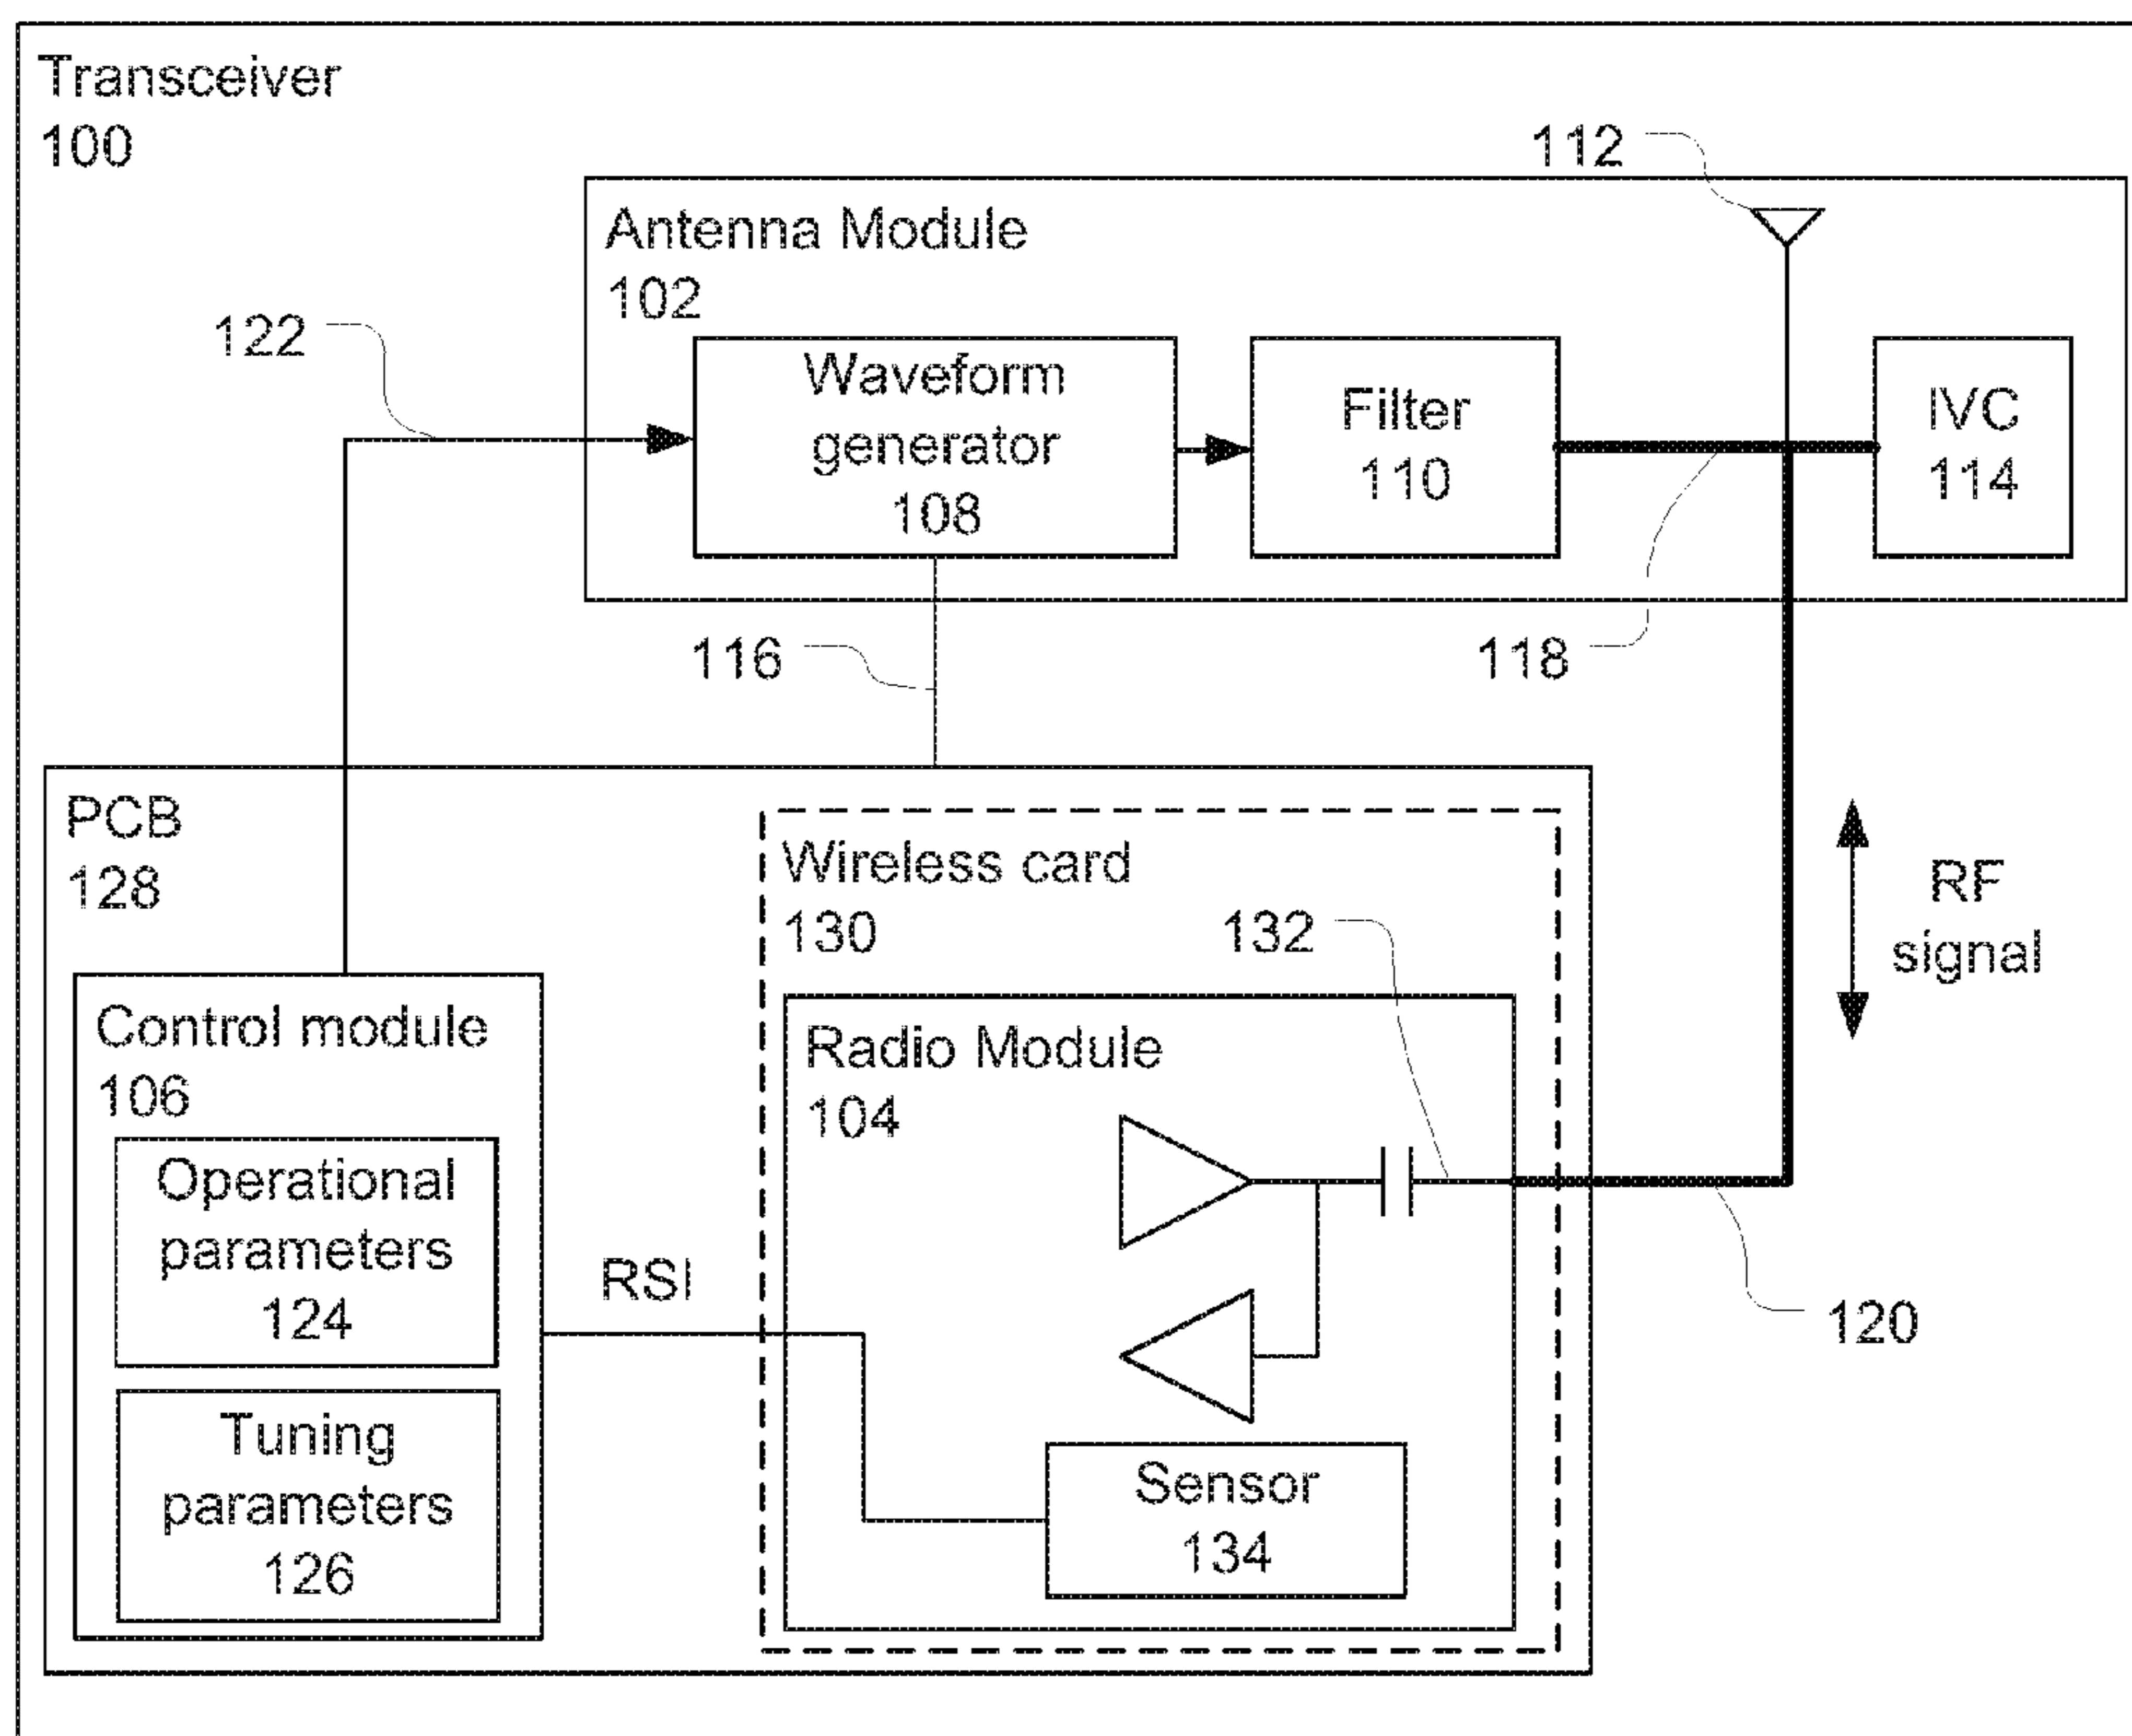 Transceiver
100
112
Antenna Module
102
122
Waveform
generator
108
Filter
110
IVC
114
116
118
PCB
128
Wireless card
130
132
RF
signal
Control module
106
Radio Module
104
Operational
parameters
124
RSI
120
Tuning
parameters
126
Sensor
134